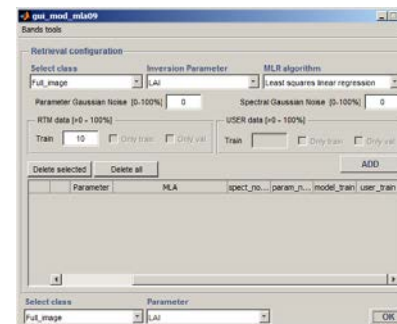 gui_mod_mla09
Bands tools
Retrieval configuration
Select class Inversion Parameter MLR algorithm
Full_image LAI Least squares linear regression
Parameter Gaussian Noise [0-100%] 0 Spectral Gaussian Noise [0-100%] 0
RTM data [>0 - 100%] USER data [>0 - 100%]
Train 10 Only train Only val Train Only train Only val
ADD
Delete selected Delete all
Parameter MLA spect_no... param_n... model_train user_train
Select class Parameter
Full_image LAI OK